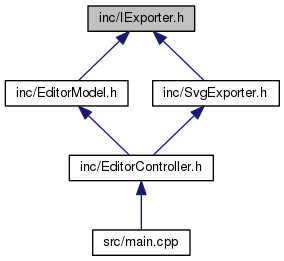 inc/IExporter.h
inc/EditorModel.h
inc/SvgExporter.h
inc/EditorController.h
src/main.cpp